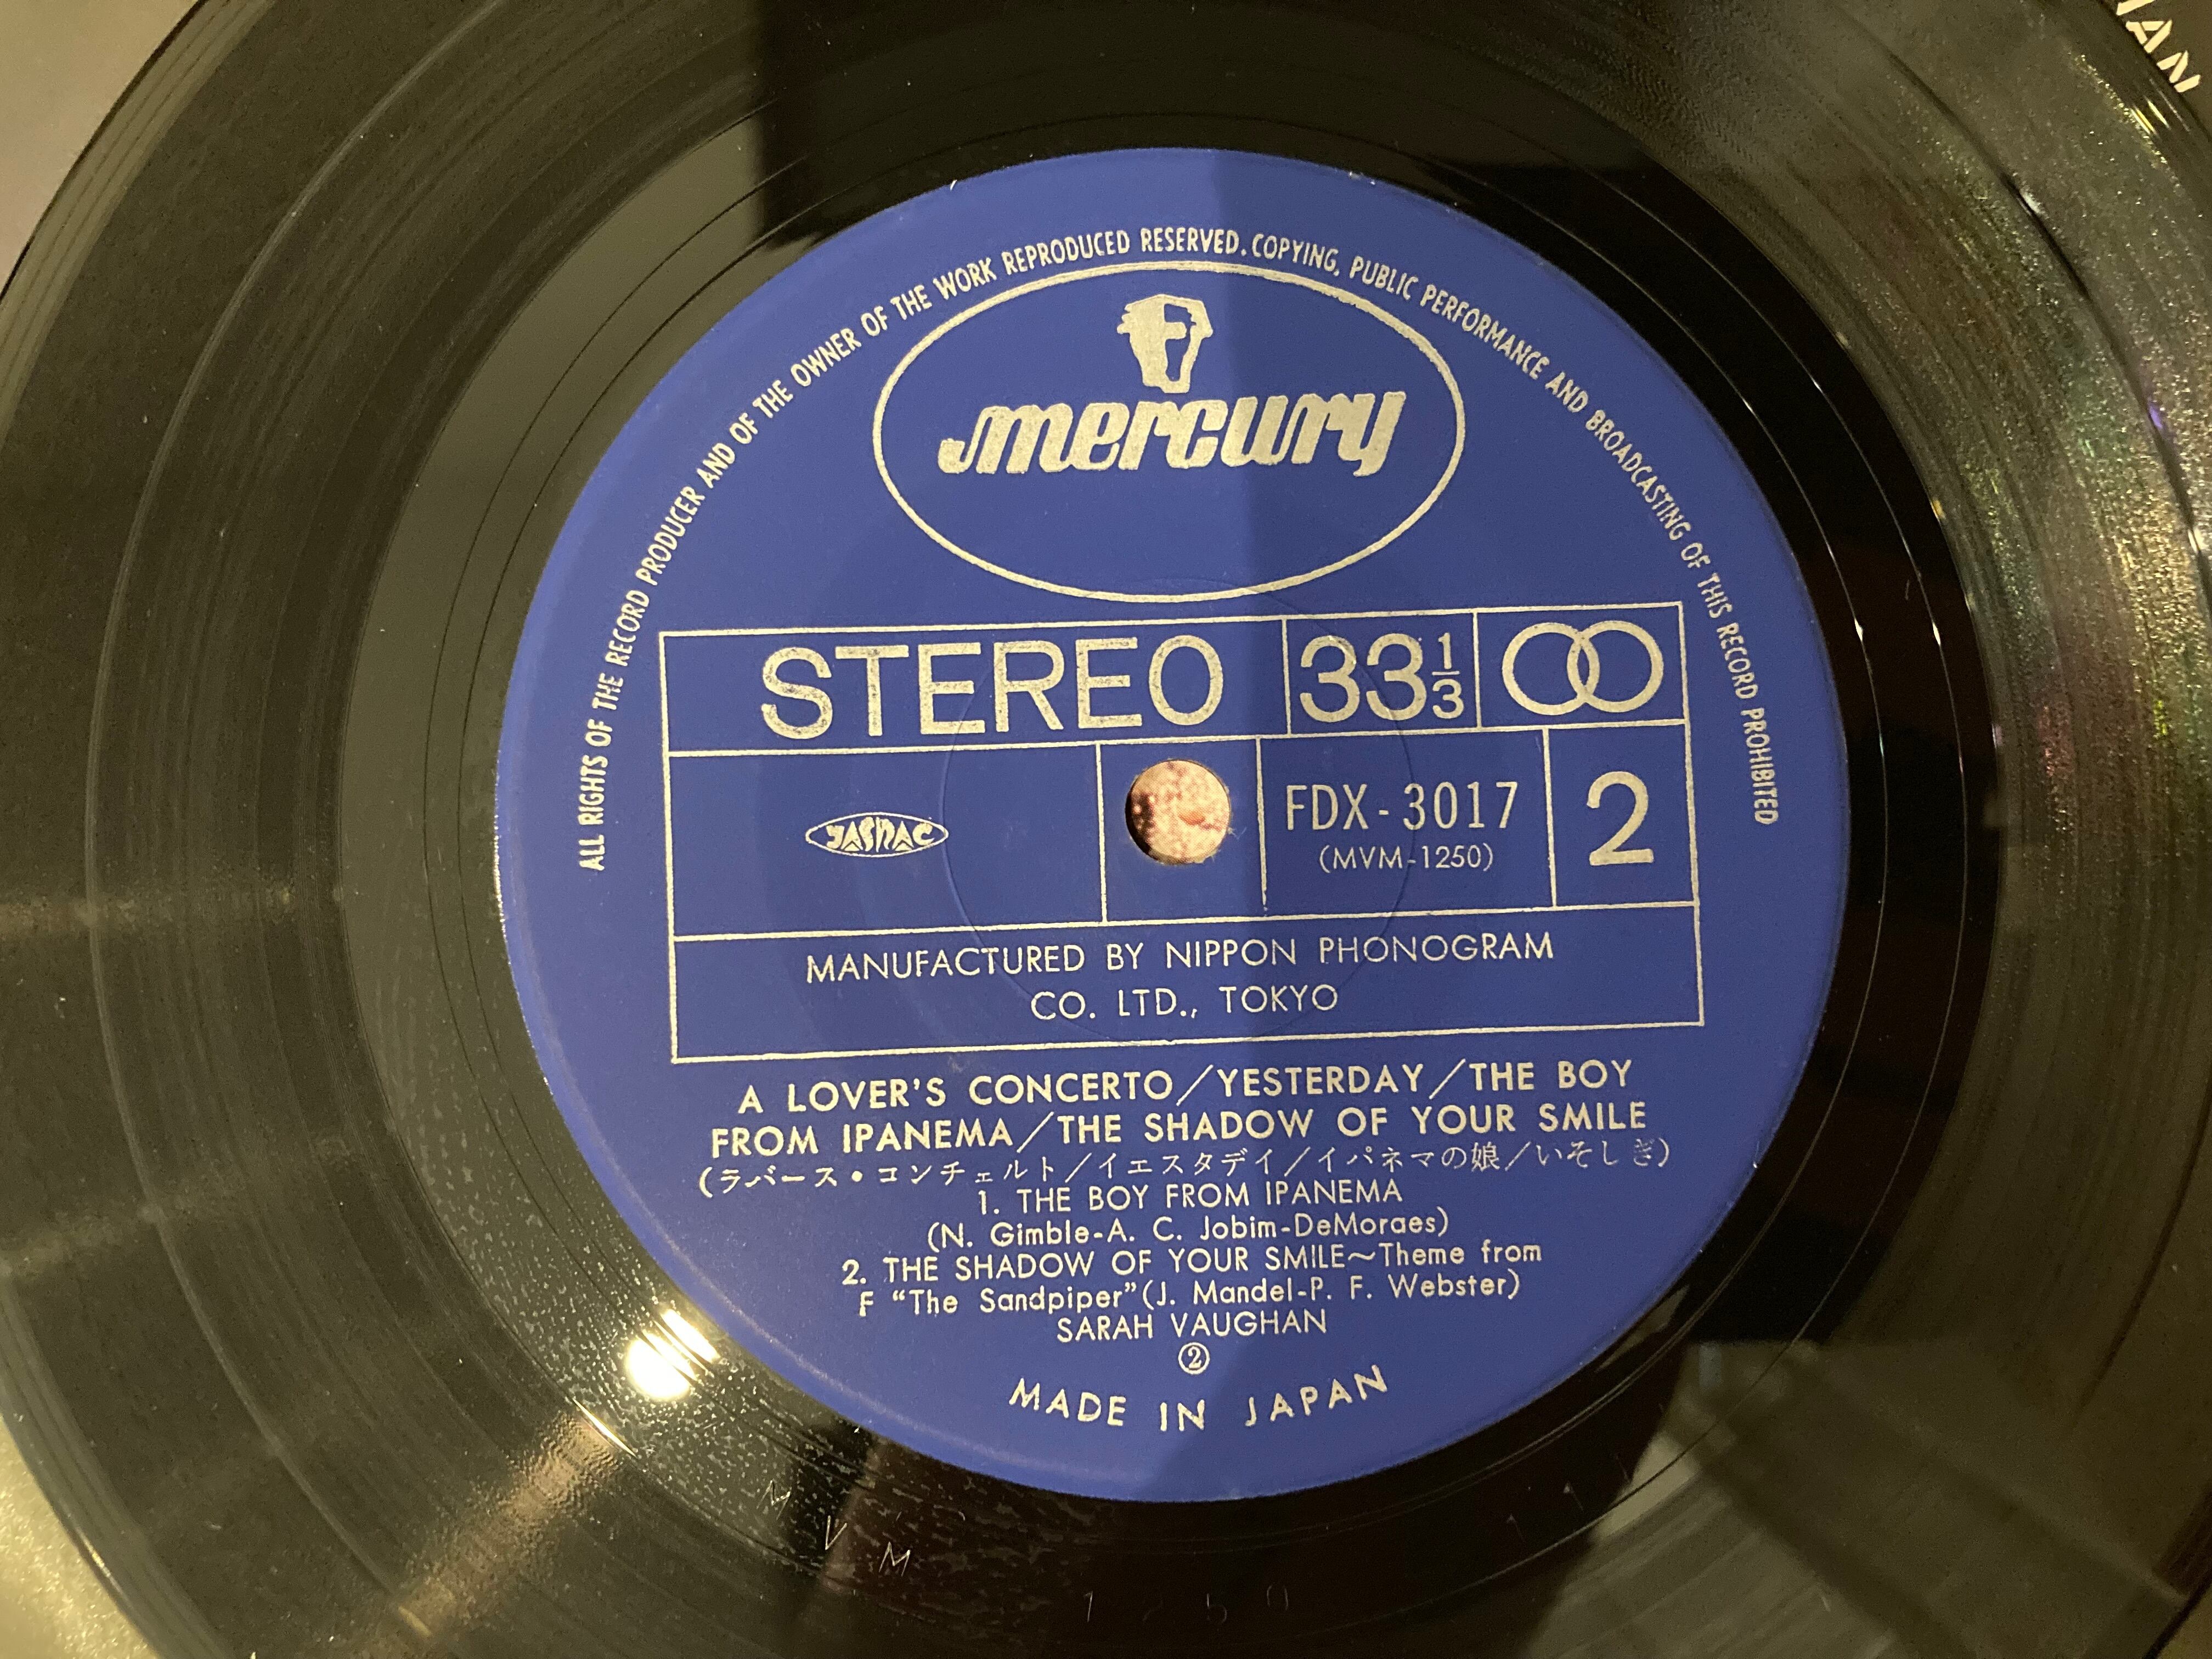 ALL RIGHTS OF THE RECORD PRODUCER AND OF THE OWNER OF THE WORK REPRODUCED RESERVED. COPYING, PUBLIC PERFORMANCE AND BROADCASTING OF THIS RECORD PROHIBITED
mercury
STEREO 33 1/3
JASRAC FDX-3017 2
(MVM-1250)
MANUFACTURED BY NIPPON PHONOGRAM
CO. LTD., TOKYO
A LOVER'S CONCERTO/YESTERDAY/THE BOY
FROM IPANEMA/THE SHADOW OF YOUR SMILE
(ラバース・コンチェルト/イエスタデイ/イパネマの娘/いそしぎ)
1. THE BOY FROM IPANEMA
(N. Gimble-A. C. Jobim-DeMoraes)
2. THE SHADOW OF YOUR SMILE～Theme from
F “The Sandpiper”(J. Mandel-P. F. Webster)
SARAH VAUGHAN
②
MADE IN JAPAN
MVM 1250